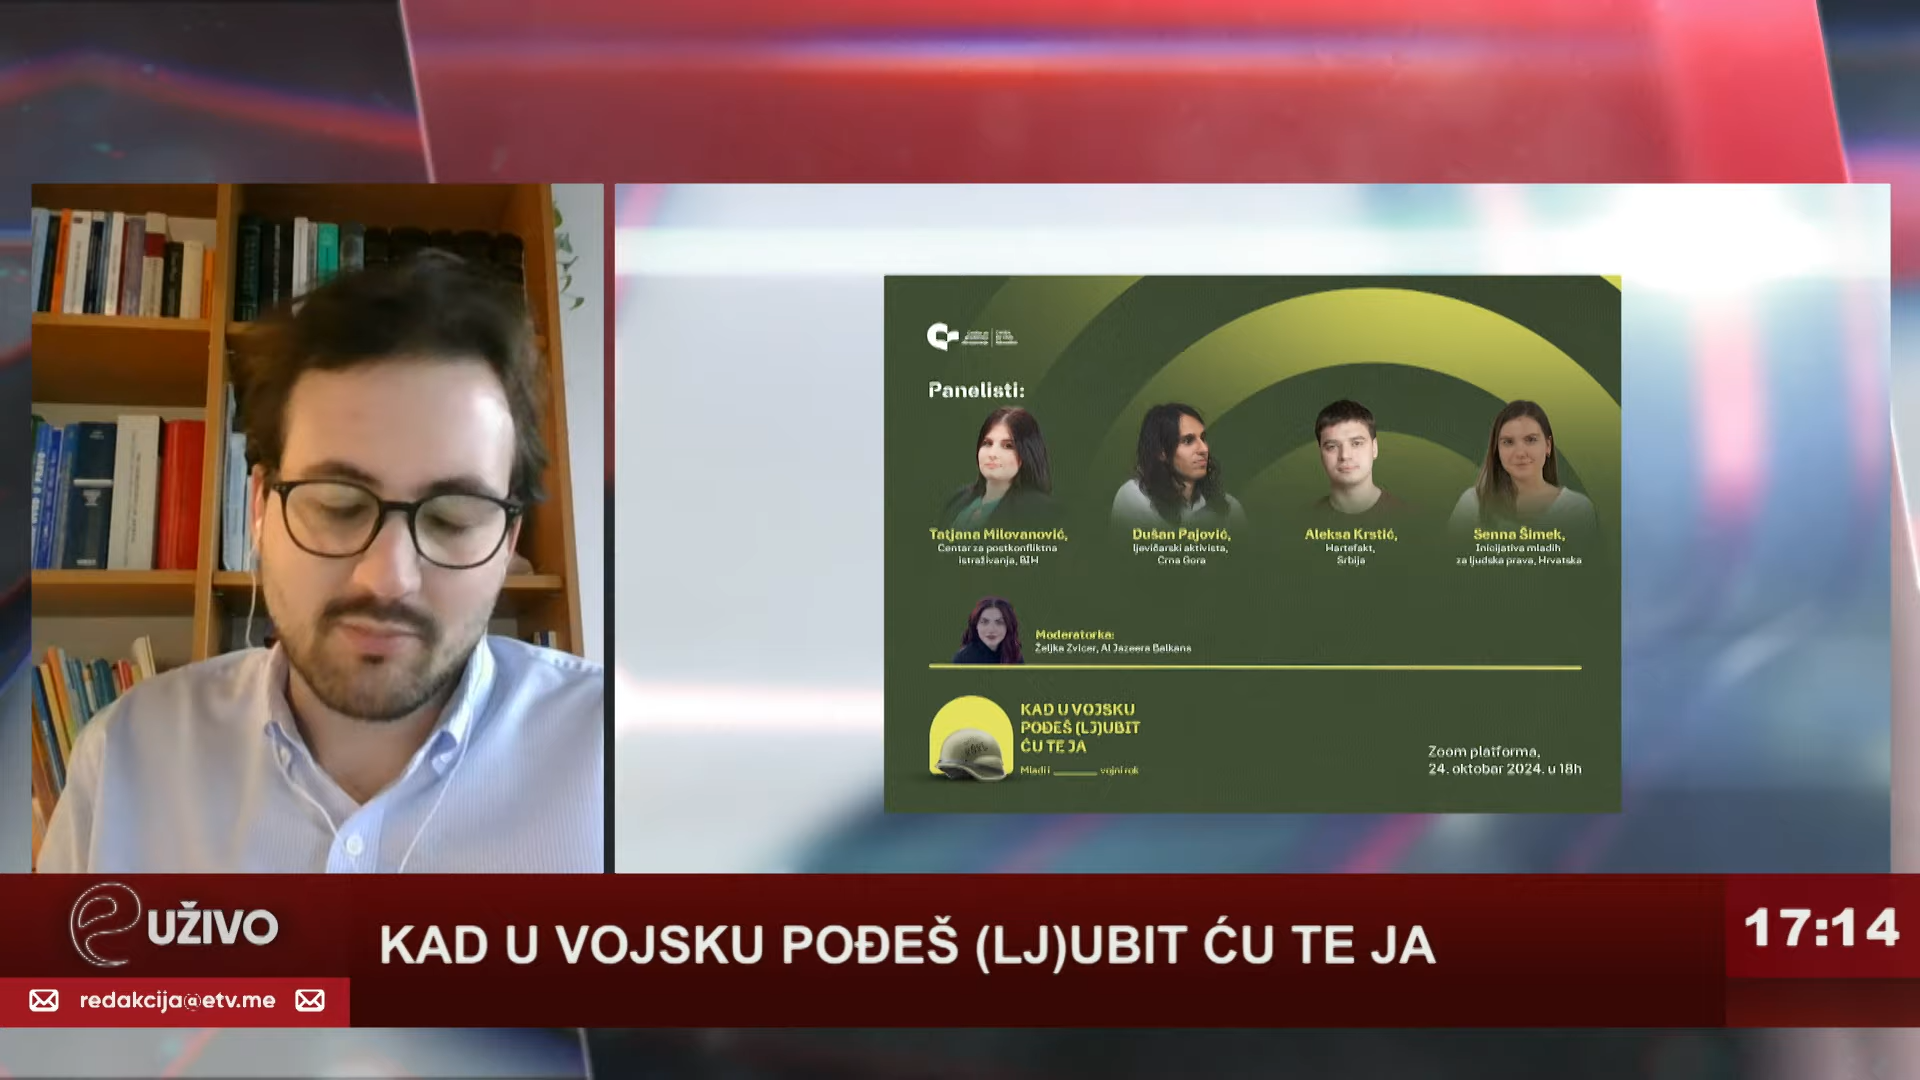 Panelisti:
Tatjana Milovanović,
Centar za postkonfliktna
istraživanja, BIH
Dušan Pajović,
ljevičarski aktivista,
Crna Gora
Aleksa Krstić,
Hartefakt,
Srbija
Senna Šimek,
Inicijativa mladih
za ljudska prava, Hrvatska
Moderatorka:
Željka Zvicer, Al Jazeera Balkans
KAD U VOJSKU
POĐEŠ (LJ)UBIT
ĆU TE JA
Mladi i ________ vojni rok
Zoom platforma,
24. oktobar 2024. u 18h
UŽIVO
KAD U VOJSKU POĐEŠ (LJ)UBIT ĆU TE JA
17:14
redakcija@etv.me